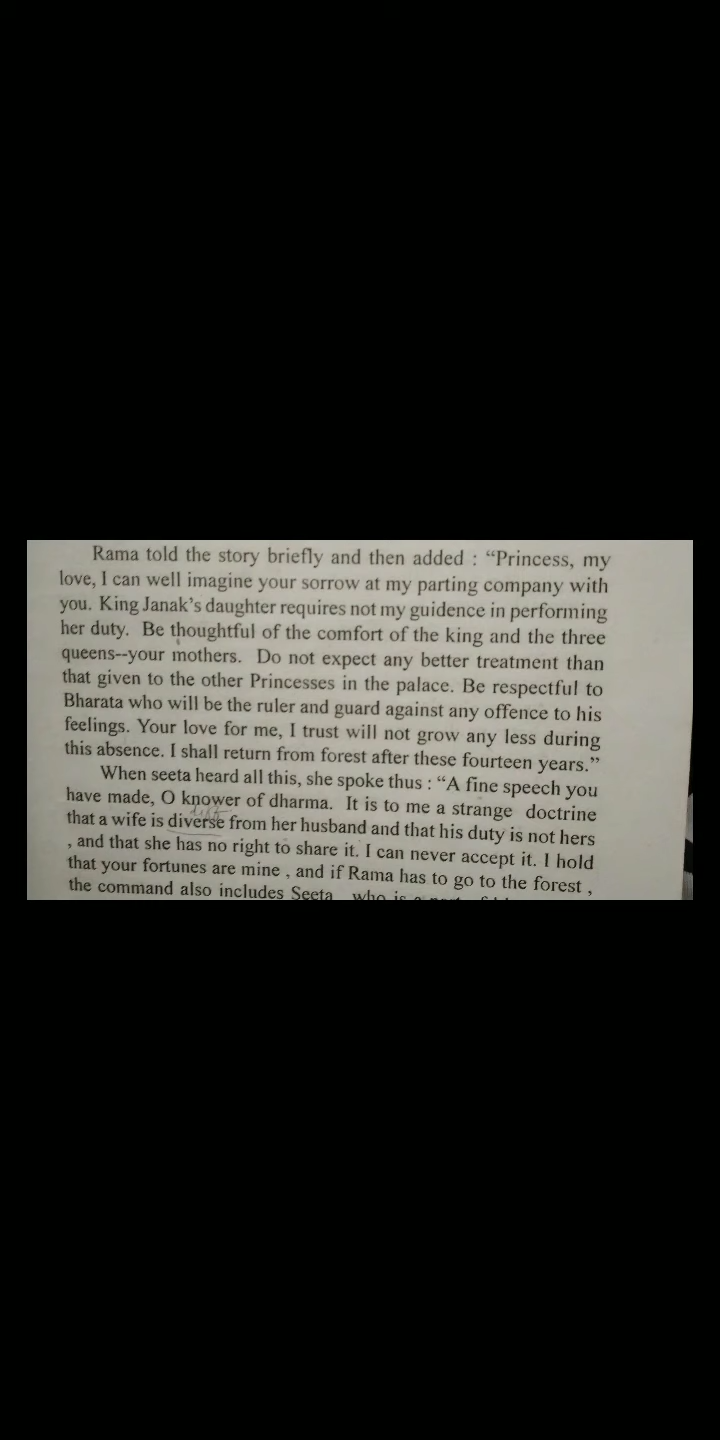 Rama told the story briefly and then added : “Princess, my
love, I can well imagine your sorrow at my parting company with
you. King Janak’s daughter requires not my guidence in performing
her duty. Be thoughtful of the comfort of the king and the three
queens--your mothers. Do not expect any better treatment than
that given to the other Princesses in the palace. Be respectful to
Bharata who will be the ruler and guard against any offence to his
feelings. Your love for me, I trust will not grow any less during
this absence. I shall return from forest after these fourteen years.”
When seeta heard all this, she spoke thus : “A fine speech you
have made, O knower of dharma. It is to me a strange doctrine
that a wife is diverse from her husband and that his duty is not hers
, and that she has no right to share it. I can never accept it. I hold
that your fortunes are mine , and if Rama has to go to the forest ,
the command also includes Seeta who is a